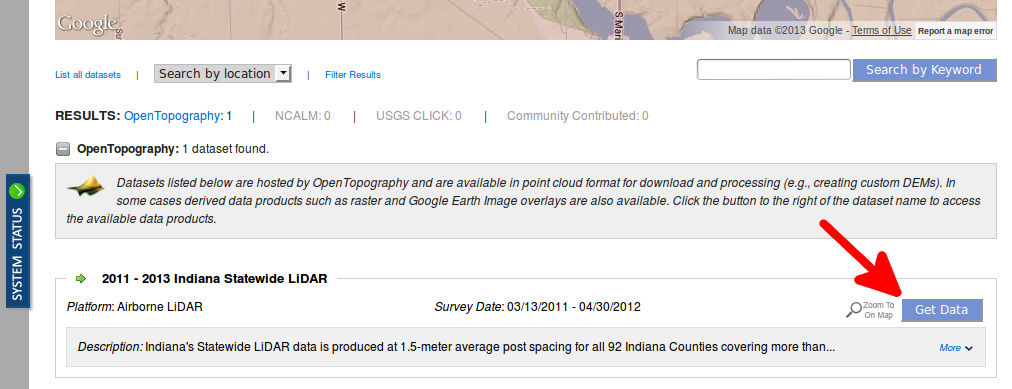 Google
W
S Man
Map data ©2013 Google - Terms of Use Report a map error
List all datasets | Search by location | Filter Results Search by Keyword
RESULTS: OpenTopography: 1 | NCALM: 0 | USGS CLICK: 0 | Community Contributed: 0
OpenTopography: 1 dataset found.
Datasets listed below are hosted by OpenTopography and are available in point cloud format for download and processing (e.g., creating custom DEMs). In
some cases derived data products such as raster and Google Earth Image overlays are also available. Click the button to the right of the dataset name to access
the available data products.
SYSTEM STATUS
2011 - 2013 Indiana Statewide LiDAR
Platform: Airborne LiDAR Survey Date: 03/13/2011 - 04/30/2012 Zoom To
On Map
Get Data
Description: Indiana's Statewide LiDAR data is produced at 1.5-meter average post spacing for all 92 Indiana Counties covering more than... More